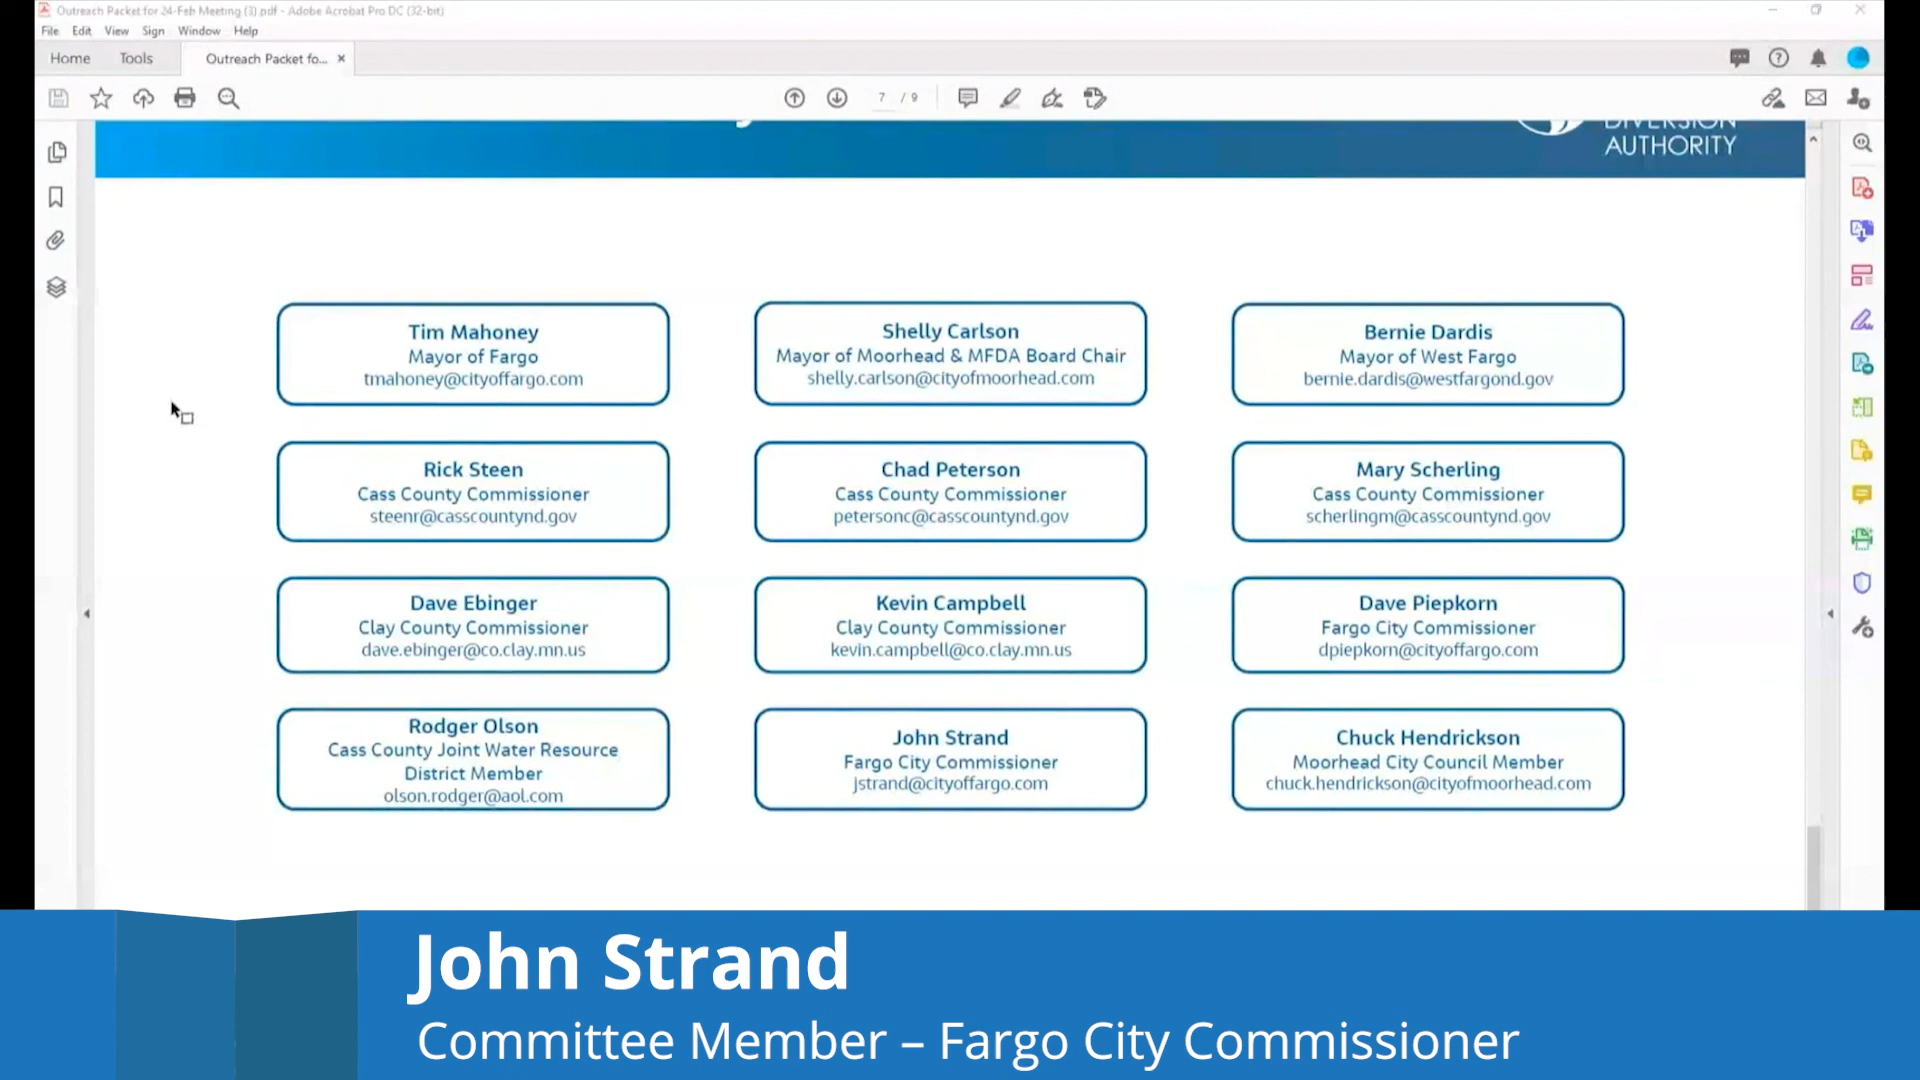 Outreach Packet for 24-Feb Meeting (3).pdf - Adobe Acrobat Pro DC (32-bit)
File Edit View Sign Window Help
Home Tools Outreach Packet fo... ×
7 / 9
DIVERSION
AUTHORITY
Tim Mahoney
Mayor of Fargo
tmahoney@cityoffargo.com
Shelly Carlson
Mayor of Moorhead & MFDA Board Chair
shelly.carlson@cityofmoorhead.com
Bernie Dardis
Mayor of West Fargo
bernie.dardis@westfargond.gov
Rick Steen
Cass County Commissioner
steenr@casscountynd.gov
Chad Peterson
Cass County Commissioner
petersonc@casscountynd.gov
Mary Scherling
Cass County Commissioner
scherlingm@casscountynd.gov
Dave Ebinger
Clay County Commissioner
dave.ebinger@co.clay.mn.us
Kevin Campbell
Clay County Commissioner
kevin.campbell@co.clay.mn.us
Dave Piepkorn
Fargo City Commissioner
dpiepkorn@cityoffargo.com
Rodger Olson
Cass County Joint Water Resource
District Member
olson.rodger@aol.com
John Strand
Fargo City Commissioner
jstrand@cityoffargo.com
Chuck Hendrickson
Moorhead City Council Member
chuck.hendrickson@cityofmoorhead.com
John Strand
Committee Member – Fargo City Commissioner